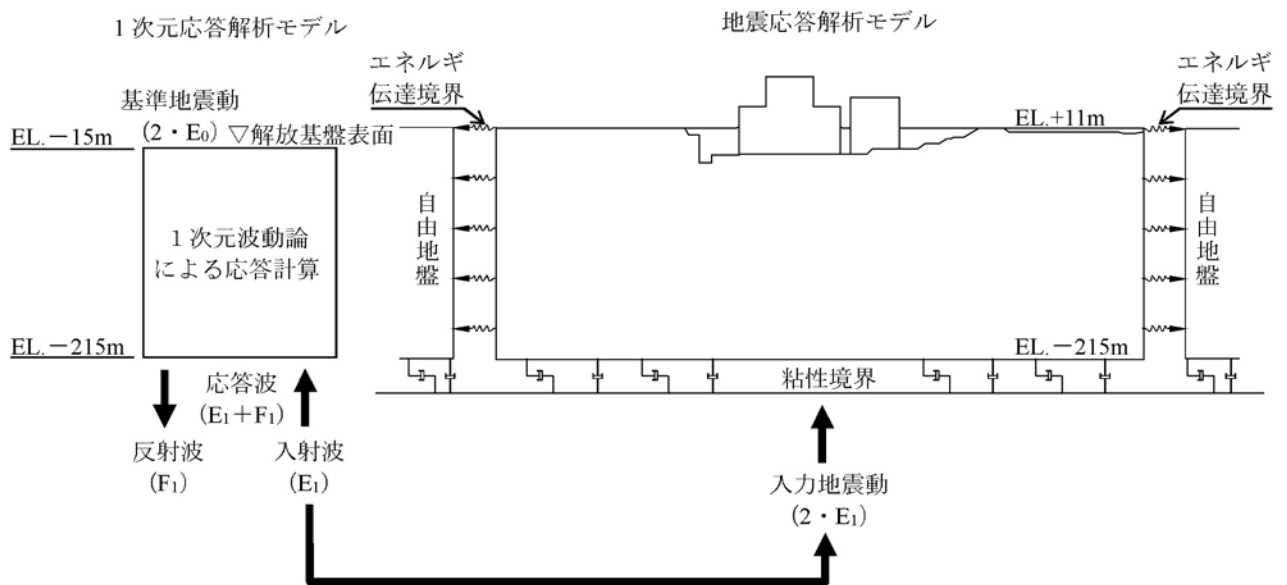 1次元応答解析モデル
地震応答解析モデル
エネルギ
伝達境界
エネルギ
伝達境界
基準地震動
(2・E₀)
▽解放基盤表面
EL.－15m
EL.+11m
自由地盤
1次元波動論
による応答計算
自由地盤
EL.－215m
EL.－215m
粘性境界
応答波
(E₁＋F₁)
反射波
(F₁)
入射波
(E₁)
入力地震動
(2・E₁)